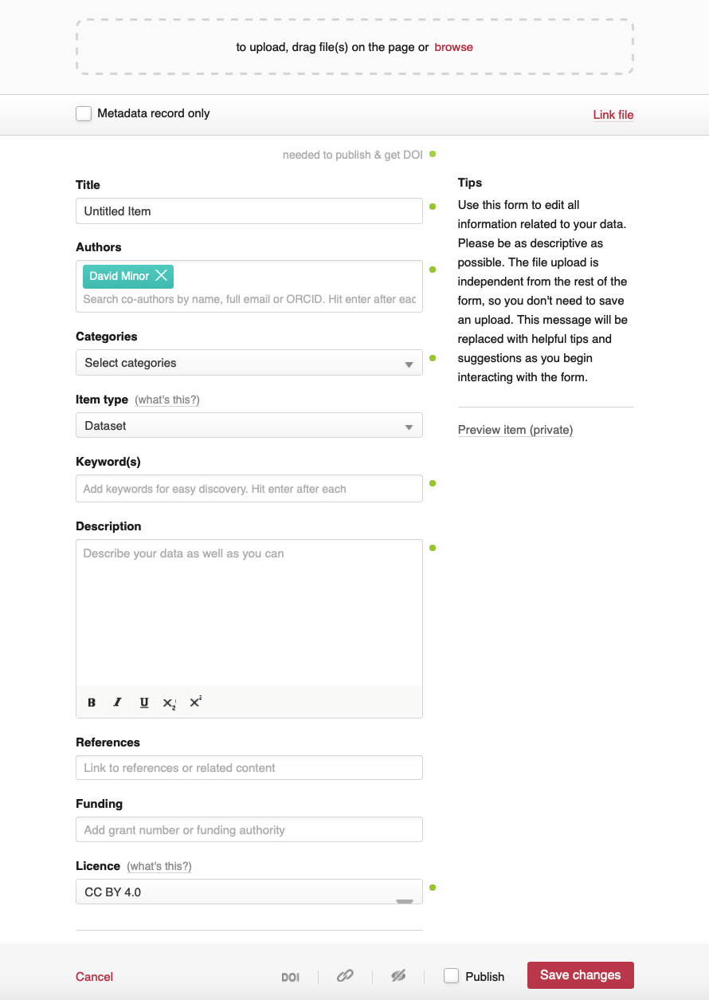 to upload, drag file(s) on the page or browse
Metadata record only
Link file
needed to publish & get DOI
Title
Untitled Item
Authors
David Minor
Search co-authors by name, full email or ORCID. Hit enter after eac
Categories
Select categories
Item type (what's this?)
Dataset
Keyword(s)
Add keywords for easy discovery. Hit enter after each
Description
Describe your data as well as you can
B I U X2 X2
References
Link to references or related content
Funding
Add grant number or funding authority
Licence (what's this?)
CC BY 4.0
Tips
Use this form to edit all
information related to your data.
Please be as descriptive as
possible. The file upload is
independent from the rest of the
form, so you don't need to save
an upload. This message will be
replaced with helpful tips and
suggestions as you begin
interacting with the form.
Preview item (private)
Cancel
DOI
Publish
Save changes